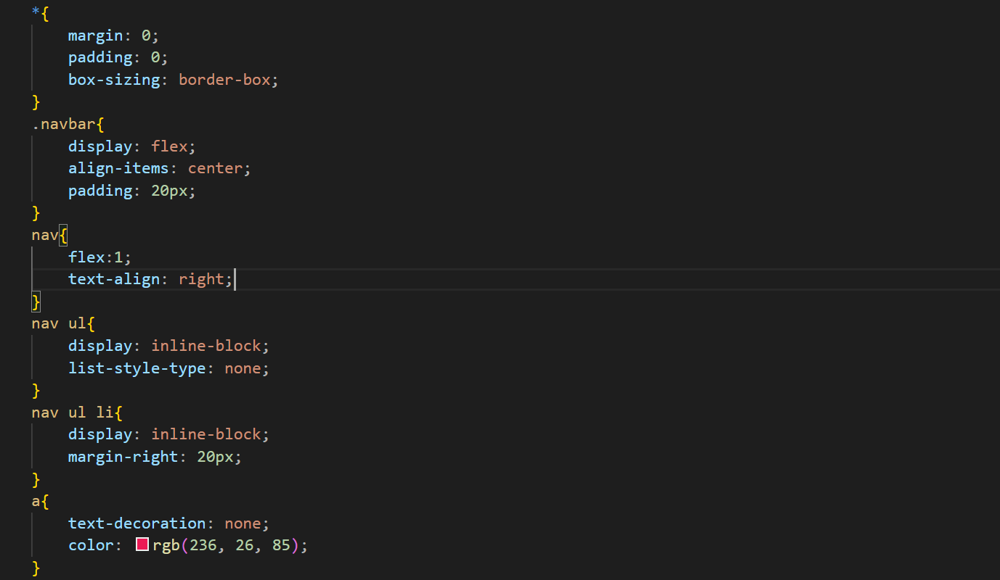 *{
    margin: 0;
    padding: 0;
    box-sizing: border-box;
}
.navbar{
    display: flex;
    align-items: center;
    padding: 20px;
}
nav{
    flex:1;
    text-align: right;
}
nav ul{
    display: inline-block;
    list-style-type: none;
}
nav ul li{
    display: inline-block;
    margin-right: 20px;
}
a{
    text-decoration: none;
    color: rgb(236, 26, 85);
}